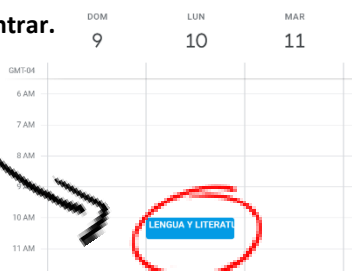 ntrar.
DOM LUN MAR
9 10 11
GMT-04
6 AM
7 AM
8 AM
10 AM
LENGUA Y LITERATU
11 AM